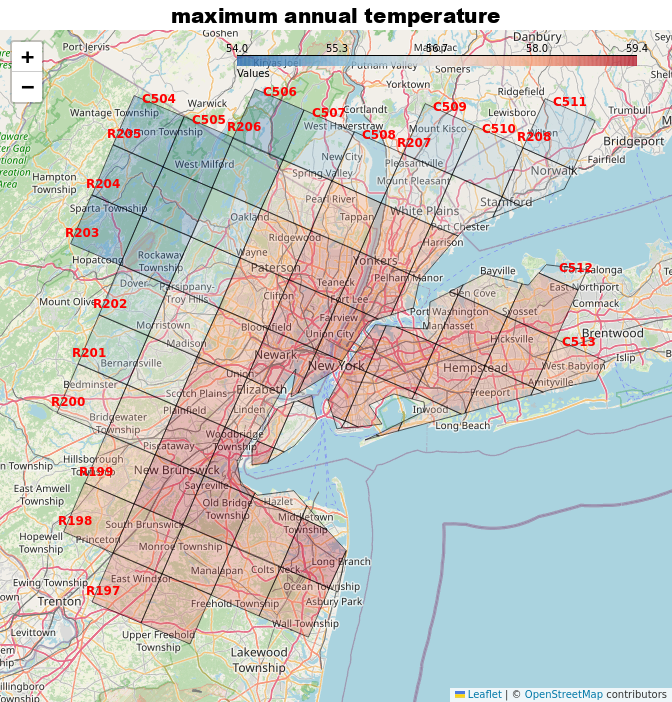 maximum annual temperature
+
−
54.0 55.3 56.7 58.0 59.4
Values
Goshen
Port Jervis
Kiryas Joel
Danbury
Putnam Valley
Somers
Yorktown
Ridgefield
Shel
C504
C505
C506
C507
C508
C509
C510
C511
C512
C513
R205
R206
R207
R208
R204
R203
R202
R201
R200
R199
R198
R197
Wantage Township
Warwick
Vernon Township
Cortlandt
West Haverstraw
Mount Kisco
Lewisboro
Wilton
Trumbull
Bridgeport
Fairfield
Norwalk
Stamford
New City
Spring Valley
Pleasantville
Mount Pleasant
White Plains
Port Chester
Harrison
West Milford
Hampton
Township
Sparta Township
Hopatcong
Rockaway
Township
Oakland
Pearl River
Tappan
Ridgewood
Wayne
Paterson
Yonkers
Teaneck
Pelham Manor
Fort Lee
Clifton
Fairview
Union City
Bloomfield
Newark
New York
Union
Elizabeth
Linden
Mount Olive
Dover
Parsippany-
Troy Hills
Morristown
Madison
Bernardsville
Bedminster
Scotch Plains
Plainfield
Bridgewater
Township
Woodbridge
Township
Piscataway
Hillsborough
Township
New Brunswick
Sayreville
Old Bridge
Township
East Amwell
Township
Hazlet
Middletown
Township
South Brunswick
Hopewell
Township
Princeton
Monroe Township
Long Branch
Manalapan
Colts Neck
East Windsor
Ocean Township
Ewing Township
Trenton
Freehold Township
Asbury Park
Wall Township
Levittown
Upper Freehold
Township
Lakewood
Township
Bayville
Glen Cove
Port Washington
Manhasset
Syosset
Hicksville
Hempstead
Freeport
Inwood
Long Beach
East Northport
Commack
Brentwood
Islip
West Babylon
Amityville
Leaflet | © OpenStreetMap contributors